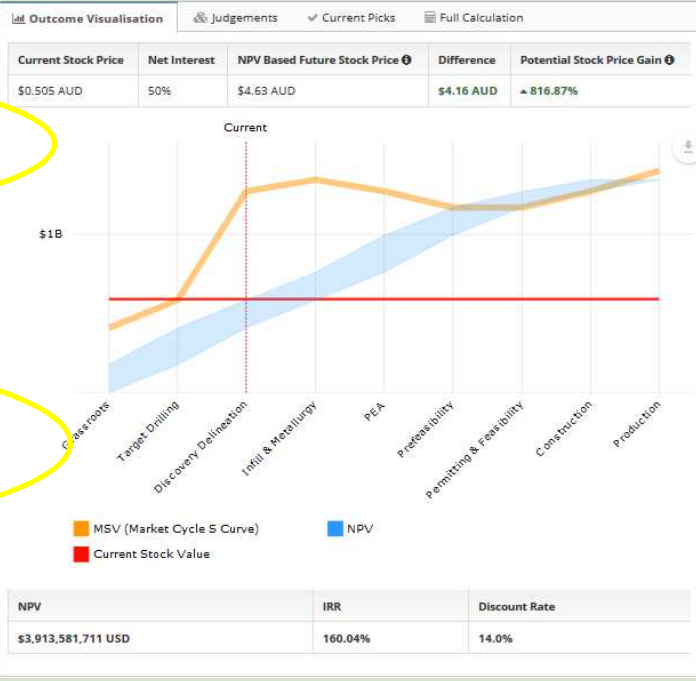 Outcome Visualisation Judgements Current Picks Full Calculation
Current Stock Price Net Interest NPV Based Future Stock Price Difference Potential Stock Price Gain
$0.505 AUD 50% $4.63 AUD $4.16 AUD 816.87%
Current
$1B
Grassroots
Target Drilling
Discovery Delineation
Infill & Metallurgy
PEA
Prefeasibility
Permitting & Feasibility
Construction
Production
MSV (Market Cycle S Curve) NPV
Current Stock Value
NPV IRR Discount Rate
$3,913,581,711 USD 160.04% 14.0%